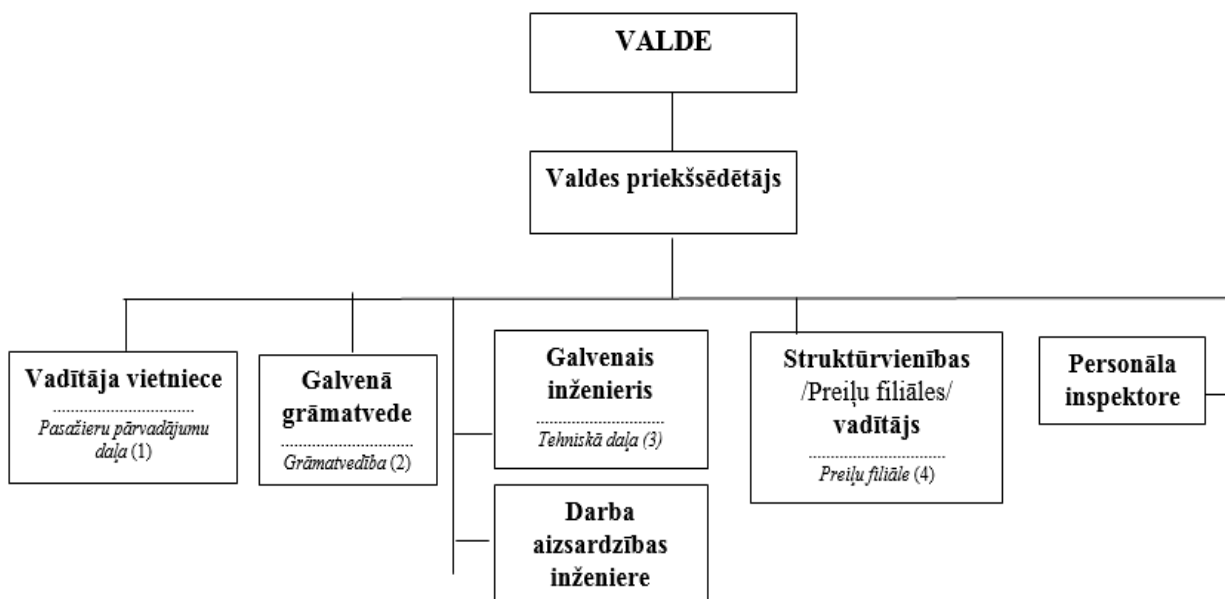 VALDE
Valdes priekšsēdētājs
Vadītāja vietniece
Pasažieru pārvadājumu
daļa (1)
Galvenā
grāmatvede
Grāmatvedība (2)
Galvenais
inženieris
Tehniskā daļa (3)
Darba
aizsardzības
inženiere
Struktūrvienības
/Preiļu filiāles/
vadītājs
Preiļu filiāle (4)
Personāla
inspektore